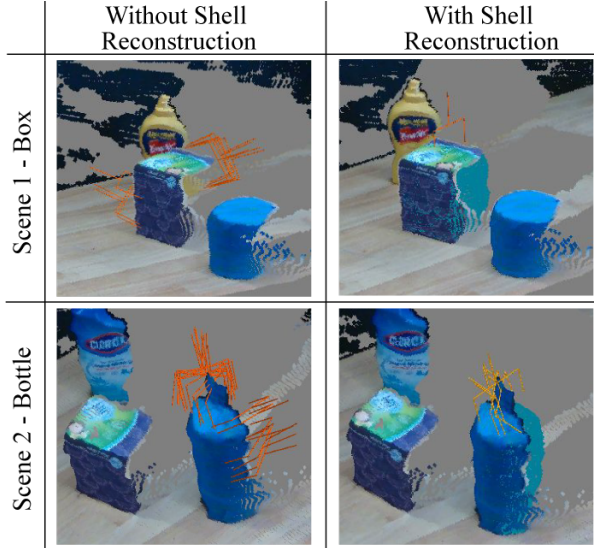 Without Shell
Reconstruction
With Shell
Reconstruction
Scene 1 - Box
Scene 2 - Bottle